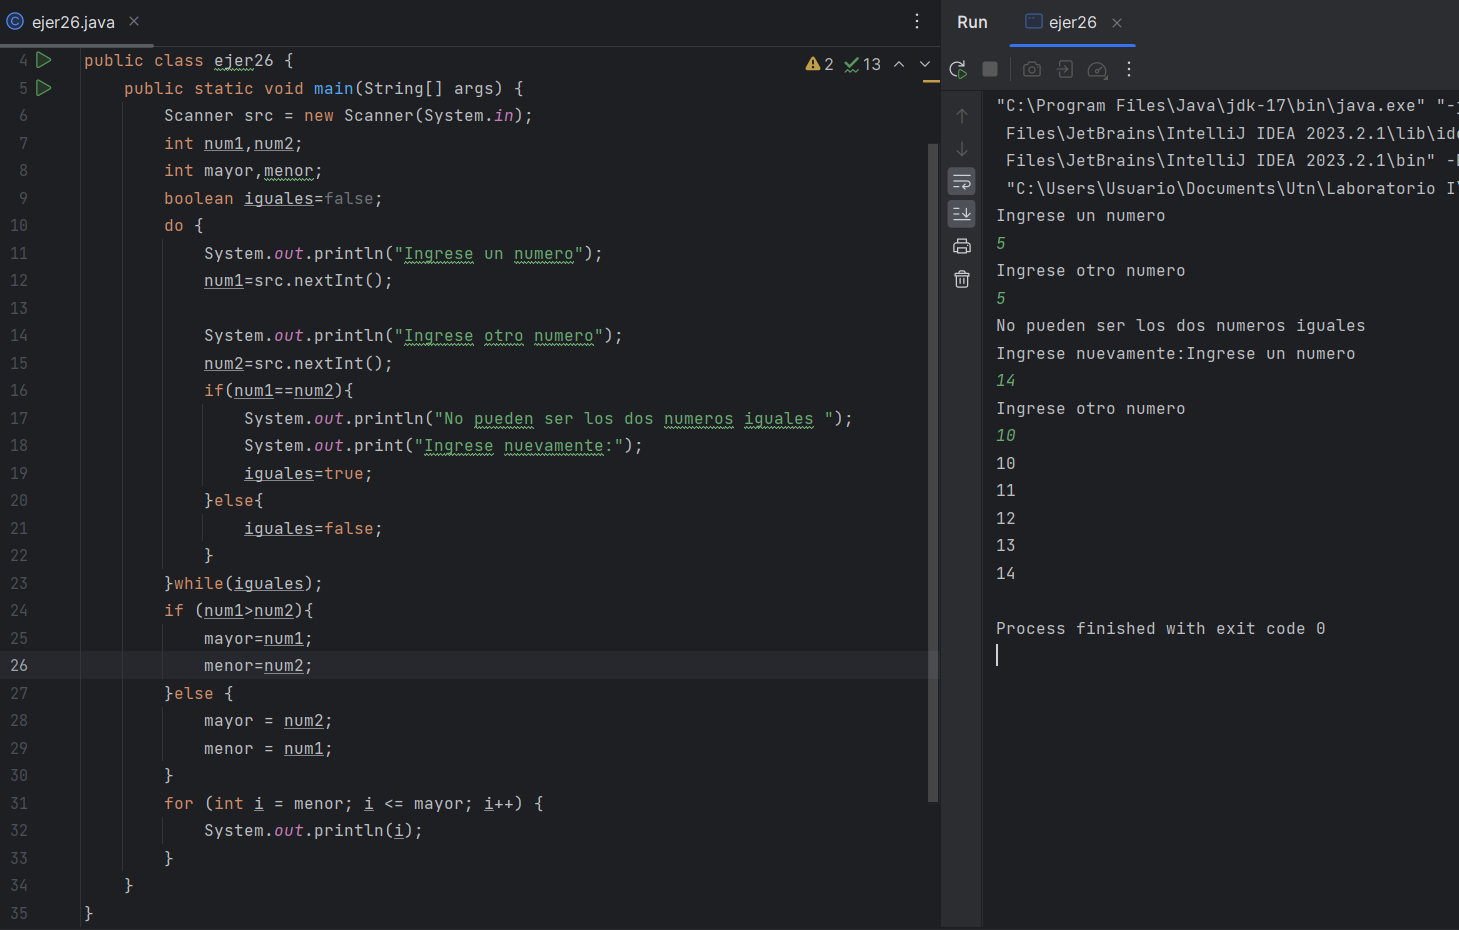 ejer26.java
4 public class ejer26 {
2 13
5 public static void main(String[] args) {
6 Scanner src = new Scanner(System.in);
7 int num1,num2;
8 int mayor,menor;
9 boolean iguales=false;
10 do {
11 System.out.println("Ingrese un numero");
12 num1=src.nextInt();
13
14 System.out.println("Ingrese otro numero");
15 num2=src.nextInt();
16 if(num1==num2){
17 System.out.println("No pueden ser los dos numeros iguales ");
18 System.out.print("Ingrese nuevamente:");
19 iguales=true;
20 }else{
21 iguales=false;
22 }
23 }while(iguales);
24 if (num1>num2){
25 mayor=num1;
26 menor=num2;
27 }else {
28 mayor = num2;
29 menor = num1;
30 }
31 for (int i = menor; i <= mayor; i++) {
32 System.out.println(i);
33 }
34 }
35 }
Run ejer26
"C:\Program Files\Java\jdk-17\bin\java.exe" "-
Files\JetBrains\IntelliJ IDEA 2023.2.1\lib\ide
Files\JetBrains\IntelliJ IDEA 2023.2.1\bin" -
"C:\Users\Usuario\Documents\Utn\Laboratorio I\
Ingrese un numero
5
Ingrese otro numero
5
No pueden ser los dos numeros iguales
Ingrese nuevamente:Ingrese un numero
14
Ingrese otro numero
10
10
11
12
13
14
Process finished with exit code 0